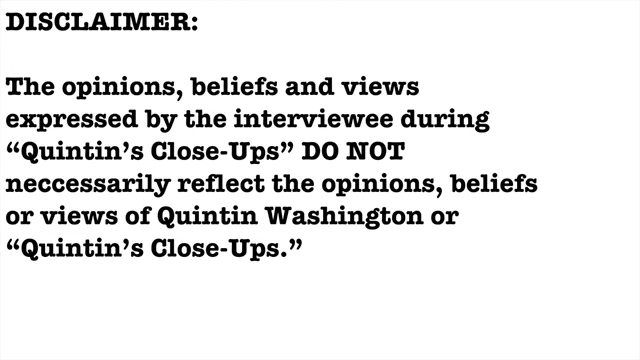 DISCLAIMER:
The opinions, beliefs and views
expressed by the interviewee during
“Quintin’s Close-Ups” DO NOT
neccessarily reflect the opinions, beliefs
or views of Quintin Washington or
“Quintin’s Close-Ups.”